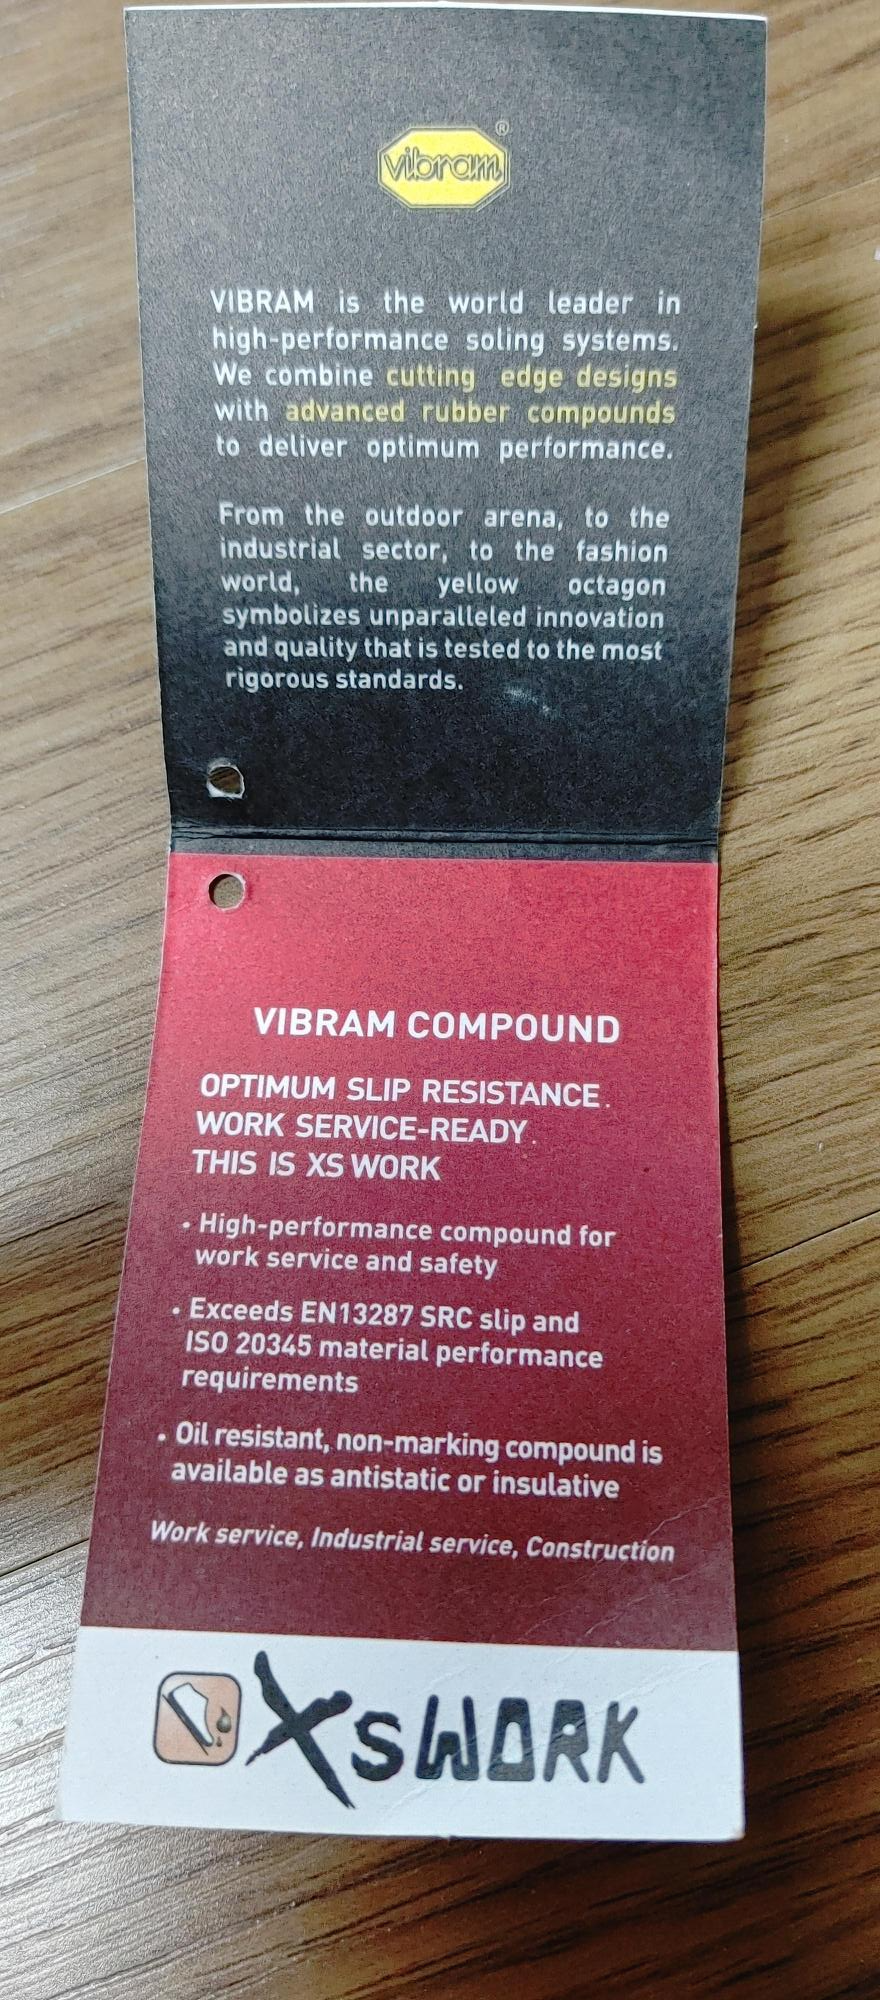 vibram®
VIBRAM is the world leader in
high-performance soling systems.
We combine cutting edge designs
with advanced rubber compounds
to deliver optimum performance.
From the outdoor arena, to the
industrial sector, to the fashion
world, the yellow octagon
symbolizes unparalleled innovation
and quality that is tested to the most
rigorous standards.
VIBRAM COMPOUND
OPTIMUM SLIP RESISTANCE.
WORK SERVICE-READY.
THIS IS XS WORK
• High-performance compound for
work service and safety
• Exceeds EN13287 SRC slip and
ISO 20345 material performance
requirements
• Oil resistant, non-marking compound is
available as antistatic or insulative
Work service, Industrial service, Construction
XSWORK